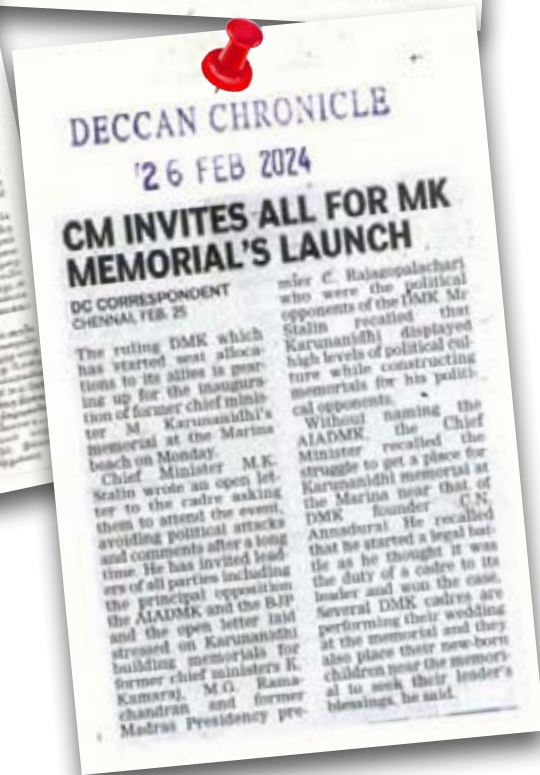 DECCAN CHRONICLE
'26 FEB 2024
CM INVITES ALL FOR MK
MEMORIAL'S LAUNCH
DC CORRESPONDENT
CHENNAI, FEB. 25
The ruling DMK which
has started seat alloca-
tions to its allies is gear-
ing up for the inaugura-
tion of former chief minis-
ter M. Karunanidhi's
memorial at the Marina
beach on Monday.
Chief Minister M.K.
Stalin wrote an open let-
ter to the cadre asking
them to attend the event,
avoiding political attacks
and comments after a long
time. He has invited lead-
ers of all parties including
the principal opposition
the AIADMK and the BJP
and the open letter laid
stressed on Karunanidhi
building memorials for
former chief ministers K.
Kamaraj, M.G. Rama-
chandran and former
Madras Presidency pre-
mier C. Rajagopalachari
who were the political
opponents of the DMK. Mr
Stalin recalled that
Karunanidhi displayed
high levels of political cul-
ture while constructing
memorials for his politi-
cal opponents.
Without naming the
AIADMK, the Chief
Minister recalled the
struggle to get a place for
Karunanidhi memorial at
the Marina near that of
DMK founder C.N.
Annadurai. He recalled
that he started a legal bat-
tle as he thought it was
the duty of a cadre to its
leader and won the case.
Several DMK cadres are
performing their wedding
at the memorial and they
also place their new-born
children near the memori-
al to seek their leader's
blessings, he said.